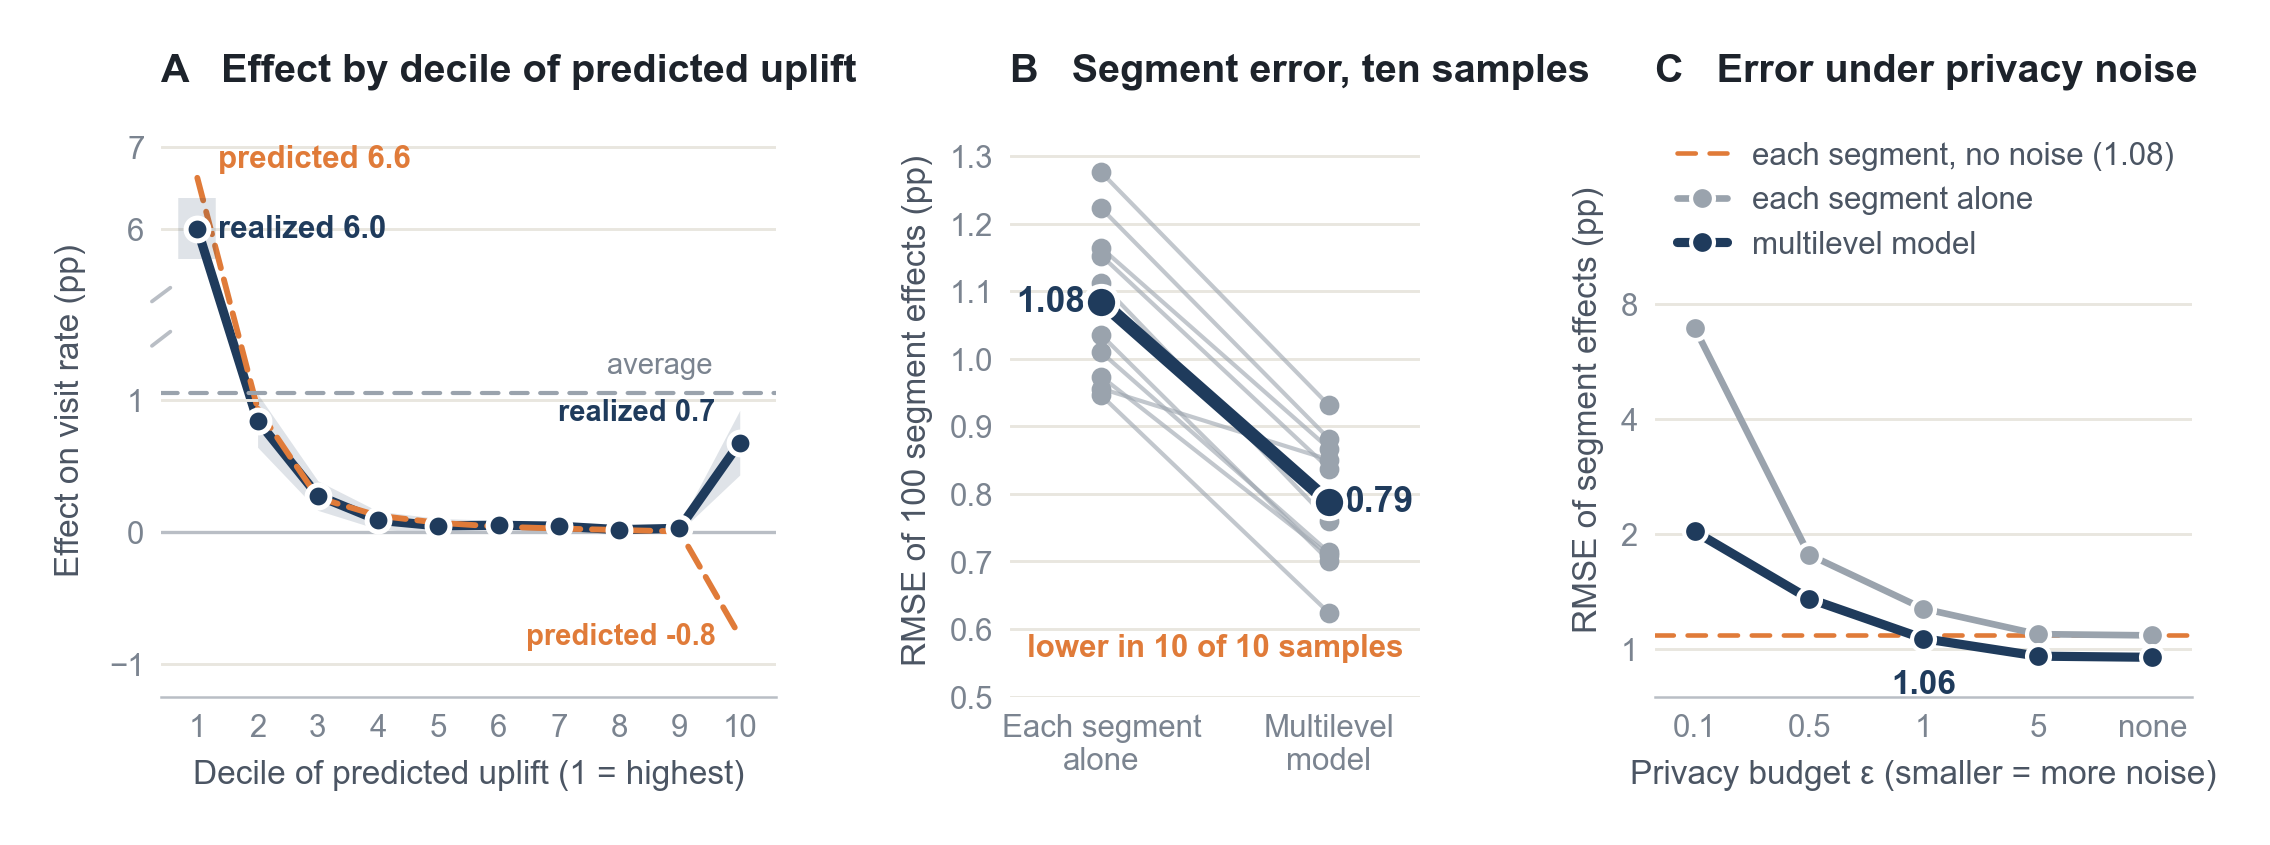 A Effect by decile of predicted uplift
Effect on visit rate (pp)
7
6
1
0
−1
predicted 6.6
realized 6.0
average
realized 0.7
predicted -0.8
1 2 3 4 5 6 7 8 9 10
Decile of predicted uplift (1 = highest)
B Segment error, ten samples
RMSE of 100 segment effects (pp)
1.3
1.2
1.1
1.0
0.9
0.8
0.7
0.6
0.5
1.08
0.79
lower in 10 of 10 samples
Each segment
alone
Multilevel
model
C Error under privacy noise
each segment, no noise (1.08)
each segment alone
multilevel model
RMSE of segment effects (pp)
8
4
2
1
1.06
0.1 0.5 1 5 none
Privacy budget ε (smaller = more noise)